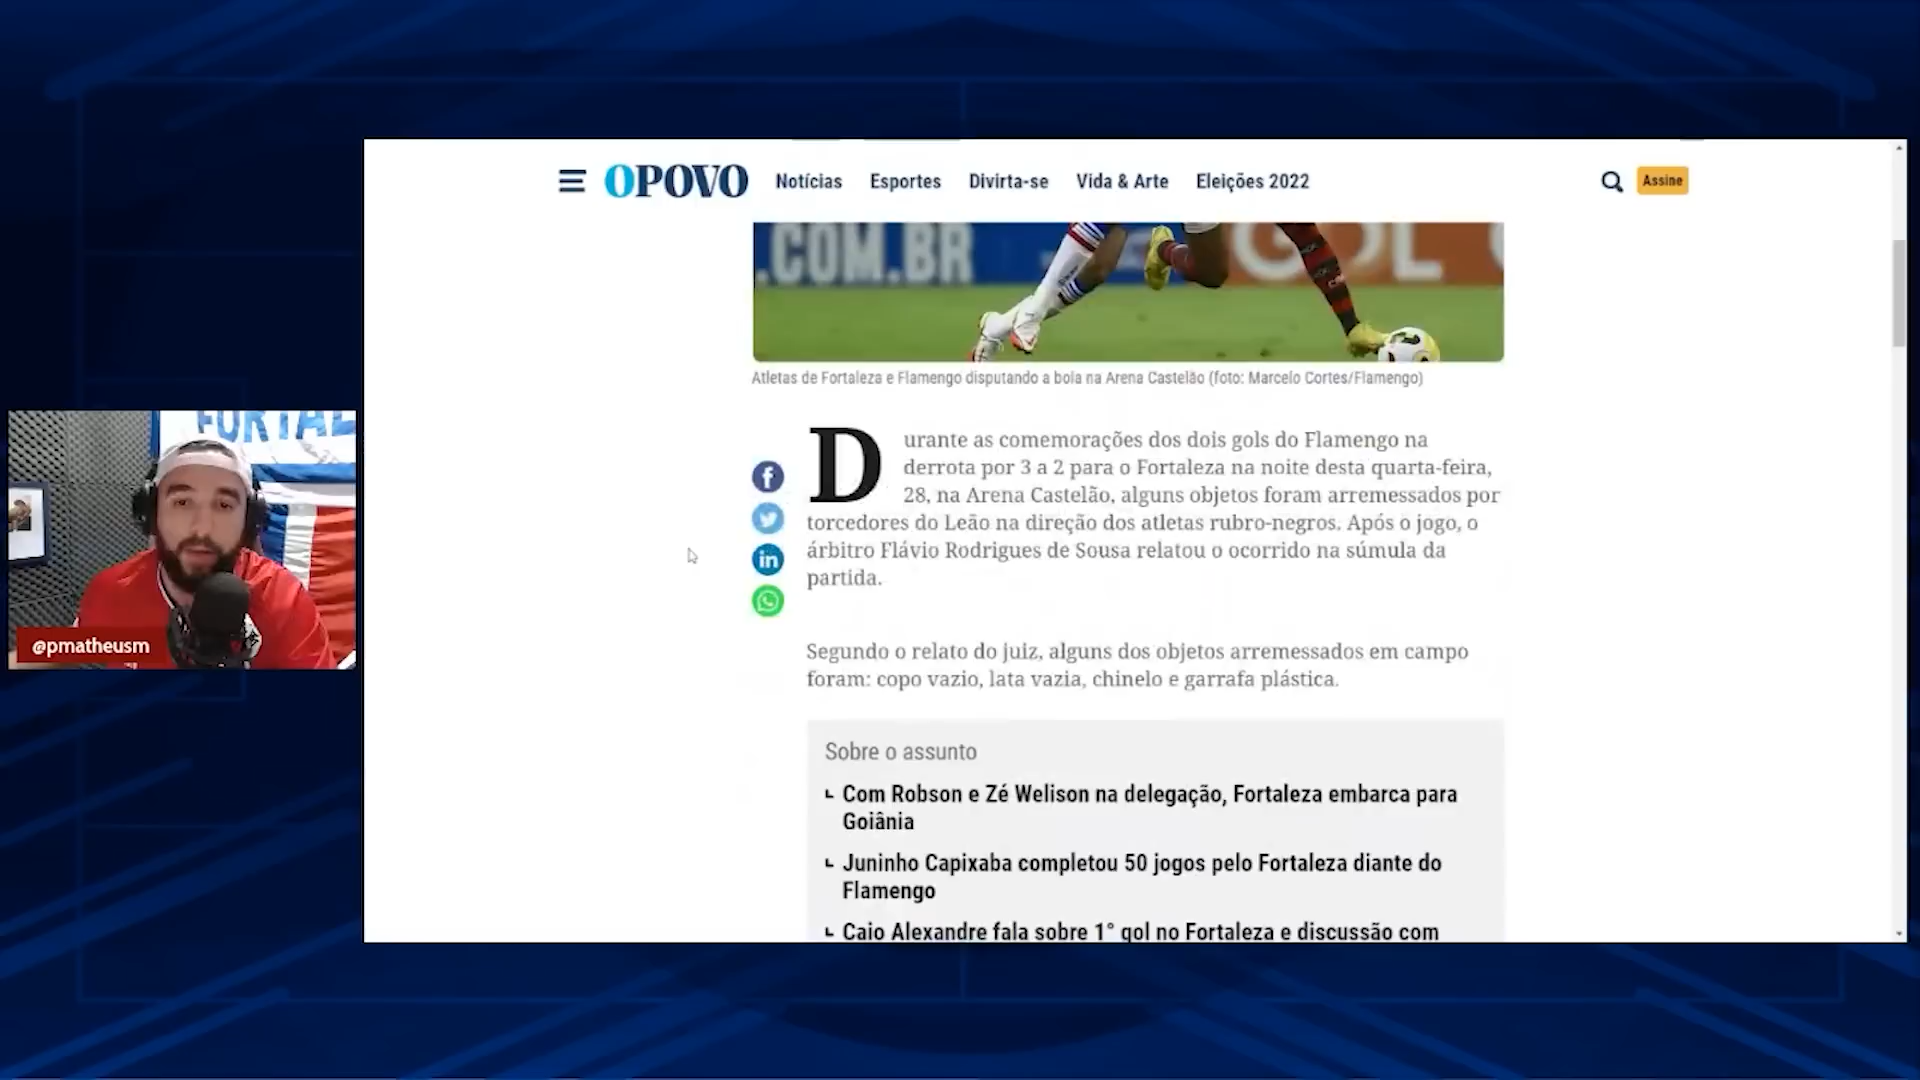 OPOVO
Notícias
Esportes
Divirta-se
Vida & Arte
Eleições 2022
Assine
.COM.BR
GOL
Atletas de Fortaleza e Flamengo disputando a bola na Arena Castelão (foto: Marcelo Cortes/Flamengo)
Durante as comemorações dos dois gols do Flamengo na
derrota por 3 a 2 para o Fortaleza na noite desta quarta-feira,
28, na Arena Castelão, alguns objetos foram arremessados por
torcedores do Leão na direção dos atletas rubro-negros. Após o jogo, o
árbitro Flávio Rodrigues de Sousa relatou o ocorrido na súmula da
partida.
Segundo o relato do juiz, alguns dos objetos arremessados em campo
foram: copo vazio, lata vazia, chinelo e garrafa plástica.
Sobre o assunto
Com Robson e Zé Welison na delegação, Fortaleza embarca para
Goiânia
Juninho Capixaba completou 50 jogos pelo Fortaleza diante do
Flamengo
Caio Alexandre fala sobre 1° gol no Fortaleza e discussão com
FORTAL
@pmatheusm